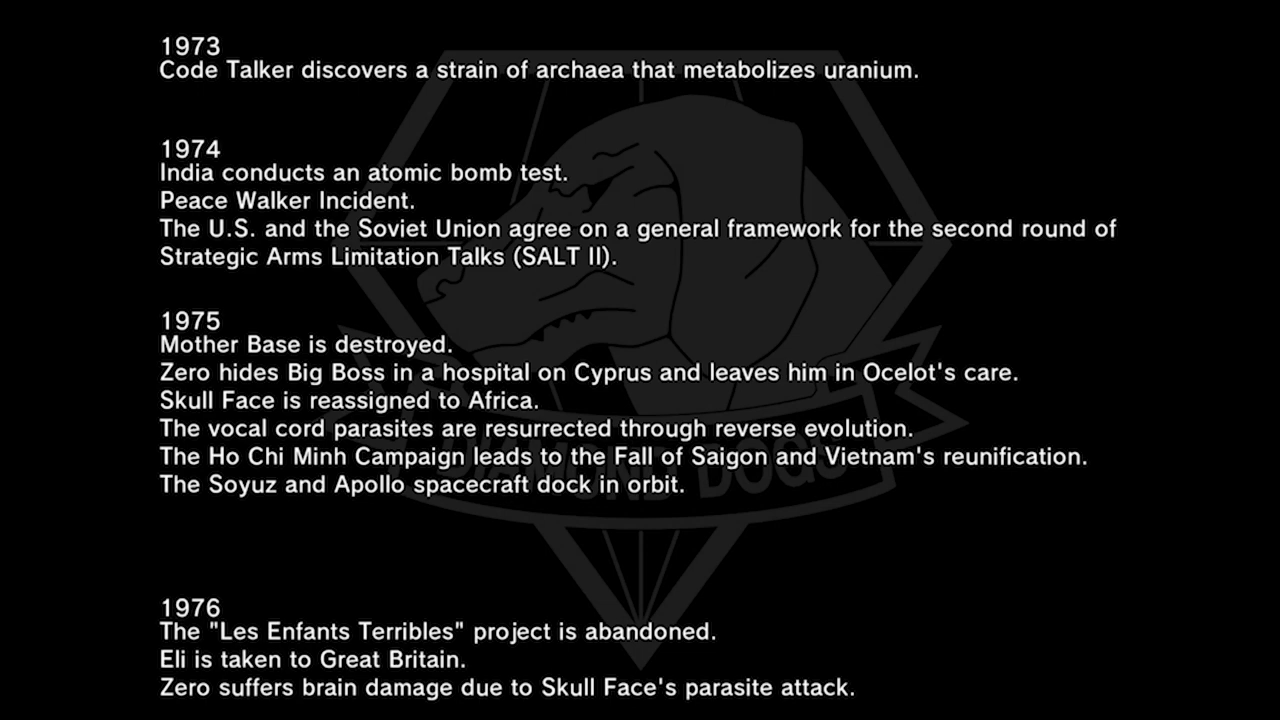 1973
Code Talker discovers a strain of archaea that metabolizes uranium.
1974
India conducts an atomic bomb test.
Peace Walker Incident.
The U.S. and the Soviet Union agree on a general framework for the second round of
Strategic Arms Limitation Talks (SALT II).
1975
Mother Base is destroyed.
Zero hides Big Boss in a hospital on Cyprus and leaves him in Ocelot's care.
Skull Face is reassigned to Africa.
The vocal cord parasites are resurrected through reverse evolution.
The Ho Chi Minh Campaign leads to the Fall of Saigon and Vietnam's reunification.
The Soyuz and Apollo spacecraft dock in orbit.
DIAMOND DOGS
1976
The "Les Enfants Terribles" project is abandoned.
Eli is taken to Great Britain.
Zero suffers brain damage due to Skull Face's parasite attack.